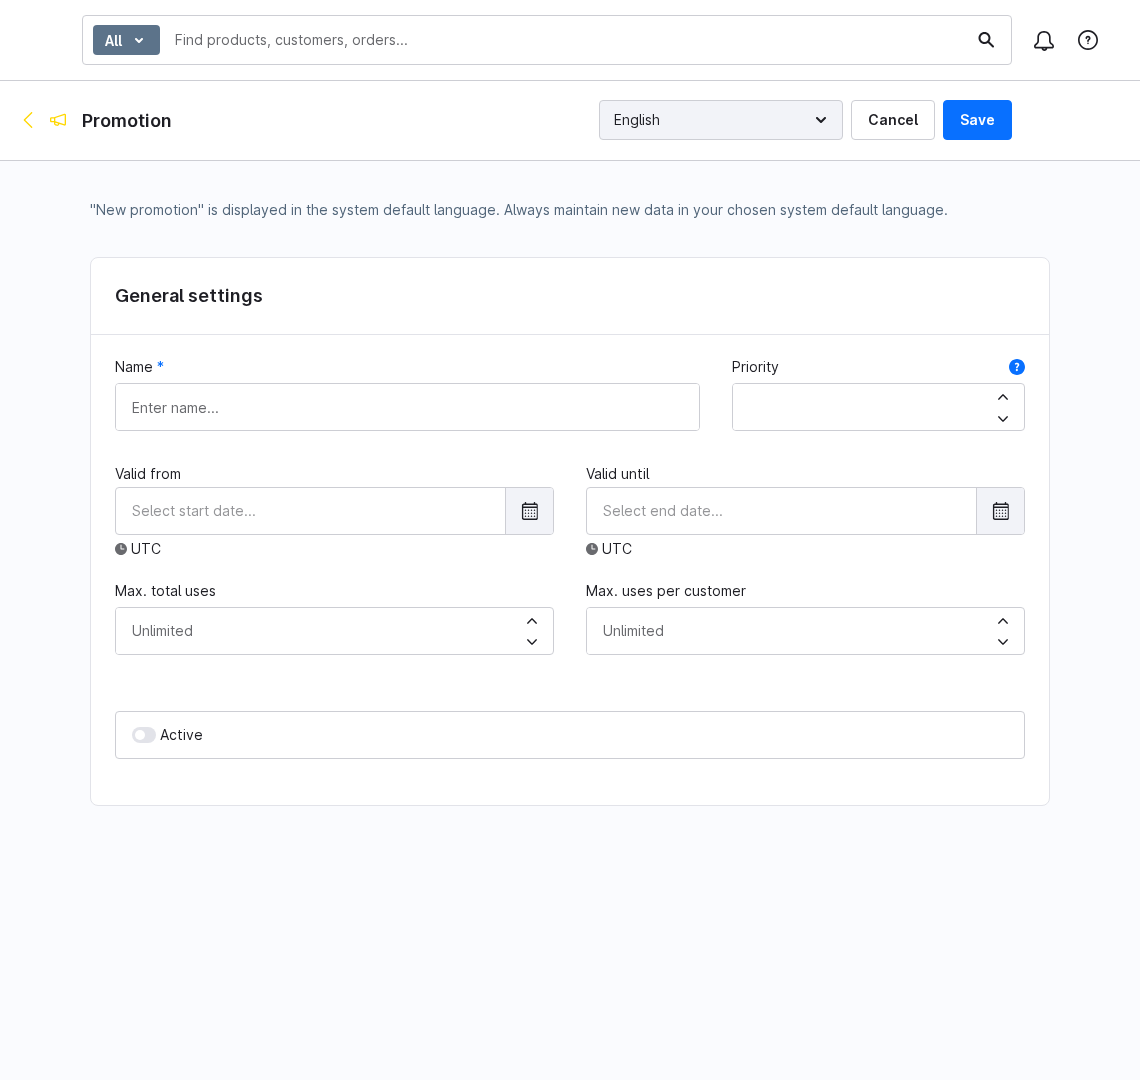 All
Find products, customers, orders...
Promotion
English
Cancel
Save
"New promotion" is displayed in the system default language. Always maintain new data in your chosen system default language.
General settings
Name *
Priority
?
Enter name...
Valid from
Valid until
Select start date...
Select end date...
UTC
UTC
Max. total uses
Max. uses per customer
Unlimited
Unlimited
Active